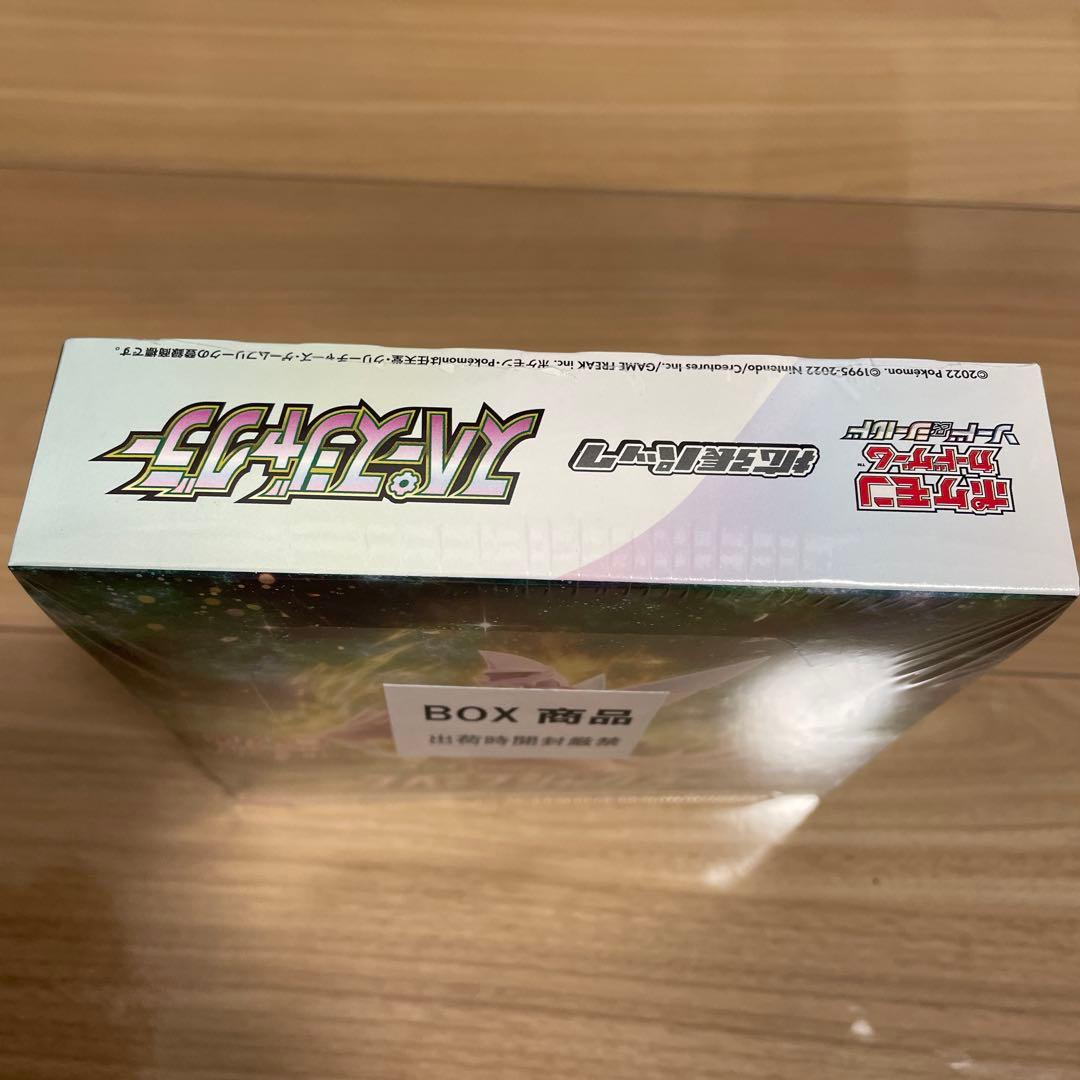 ポケモン
カードゲーム™
ソード&シールド
拡張パック
スペースジャグラー
©2022 Pokémon. ©1995-2022 Nintendo/Creatures Inc./GAME FREAK inc. ポケモン・Pokémonは任天堂・クリーチャーズ・ゲームフリークの登録商標です。
BOX 商品
出荷時開封厳禁